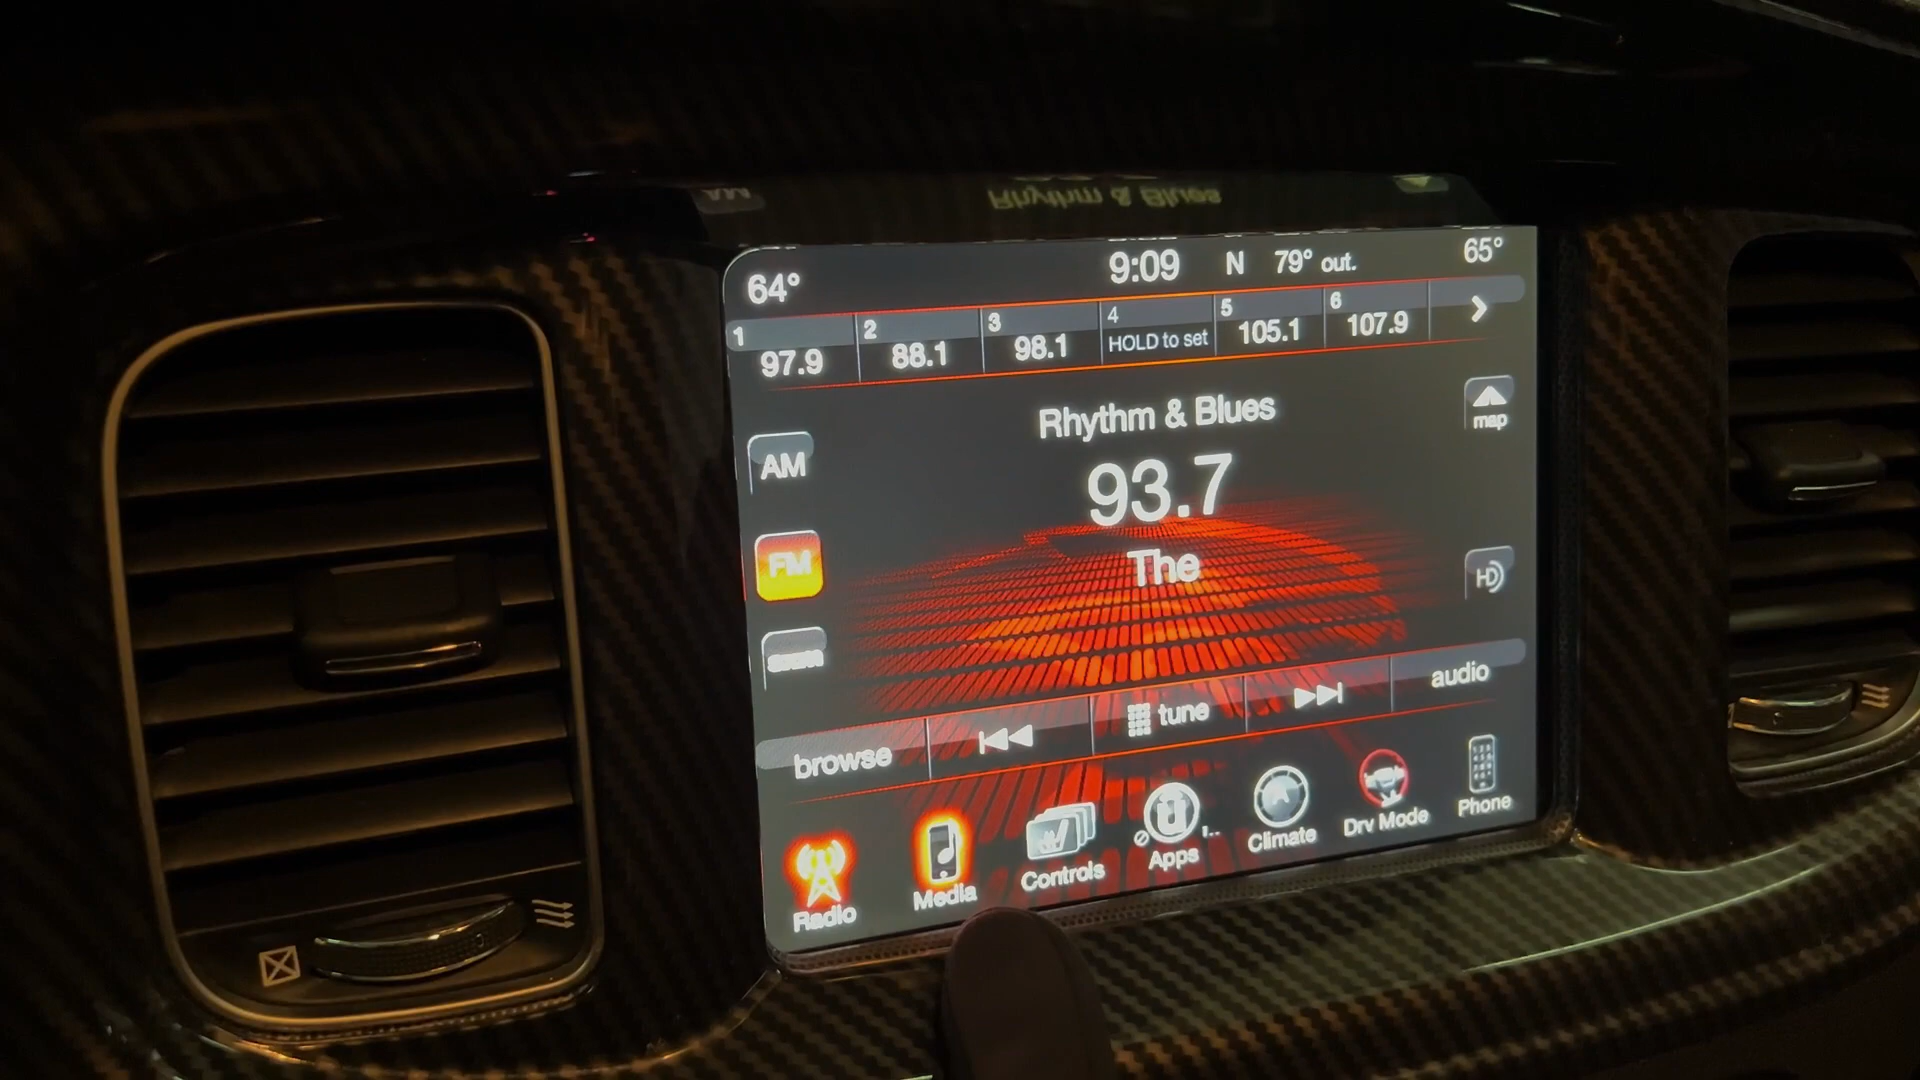 64°
9:09
N
79° out.
65°
1
97.9
2
88.1
3
98.1
4
HOLD to set
5
105.1
6
107.9
Rhythm & Blues
map
AM
93.7
FM
The
HD
scan
browse
tune
audio
Radio
Media
Controls
Apps
Climate
Drv Mode
Phone